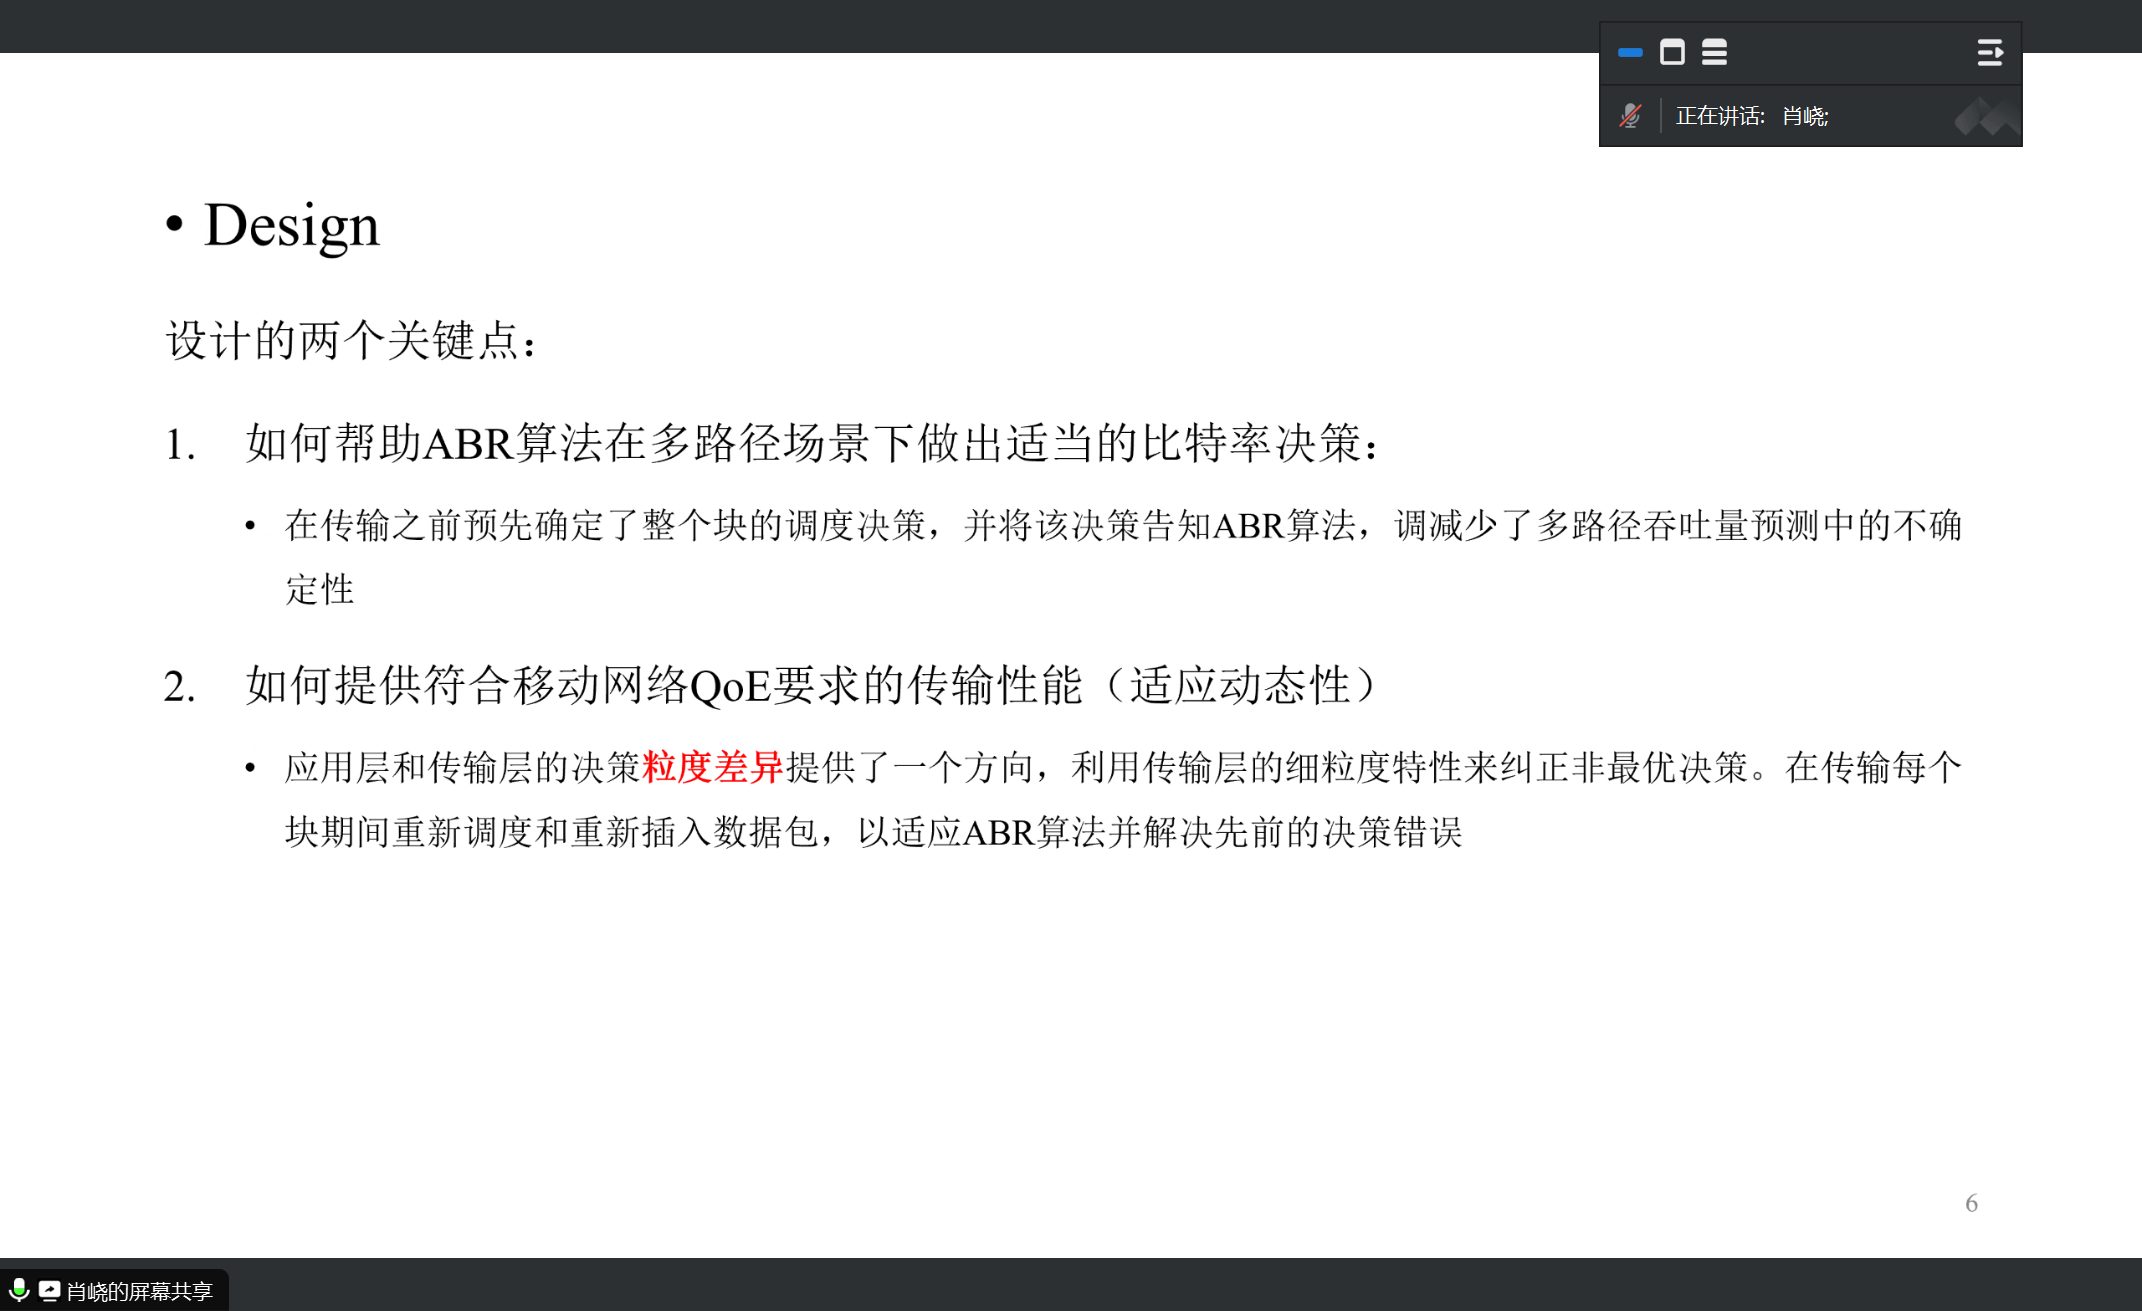 正在讲话: 肖峣;
• Design
设计的两个关键点：
1. 如何帮助ABR算法在多路径场景下做出适当的比特率决策：
• 在传输之前预先确定了整个块的调度决策，并将该决策告知ABR算法，调减少了多路径吞吐量预测中的不确
定性
2. 如何提供符合移动网络QoE要求的传输性能（适应动态性）
• 应用层和传输层的决策粒度差异提供了一个方向，利用传输层的细粒度特性来纠正非最优决策。在传输每个
块期间重新调度和重新插入数据包，以适应ABR算法并解决先前的决策错误
6
肖峣的屏幕共享